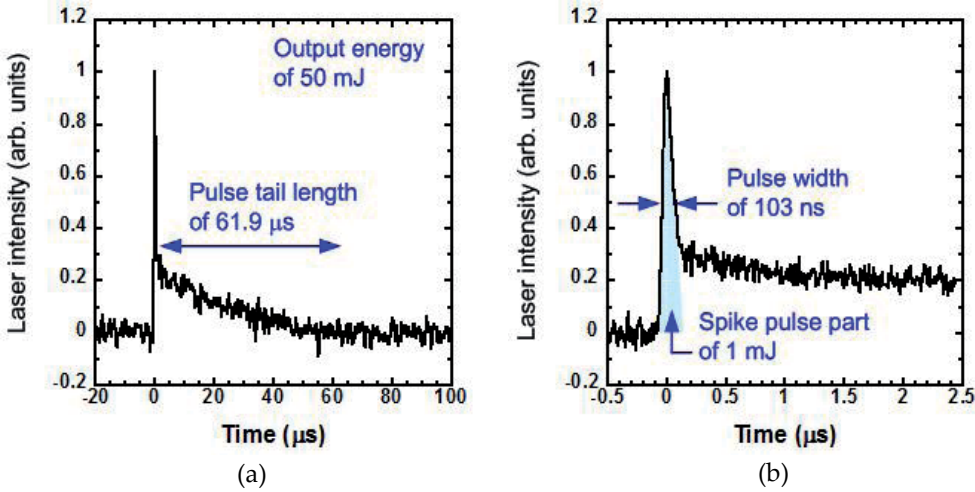 1.2
1
0.8
0.6
0.4
0.2
0
-0.2
-20 0 20 40 60 80 100
Laser intensity (arb. units)
Time (μs)
Output energy
of 50 mJ
Pulse tail length
of 61.9 μs
(a)
1.2
1
0.8
0.6
0.4
0.2
0
-0.2
-0.5 0 0.5 1 1.5 2 2.5
Laser intensity (arb. units)
Time (μs)
Pulse width
of 103 ns
Spike pulse part
of 1 mJ
(b)